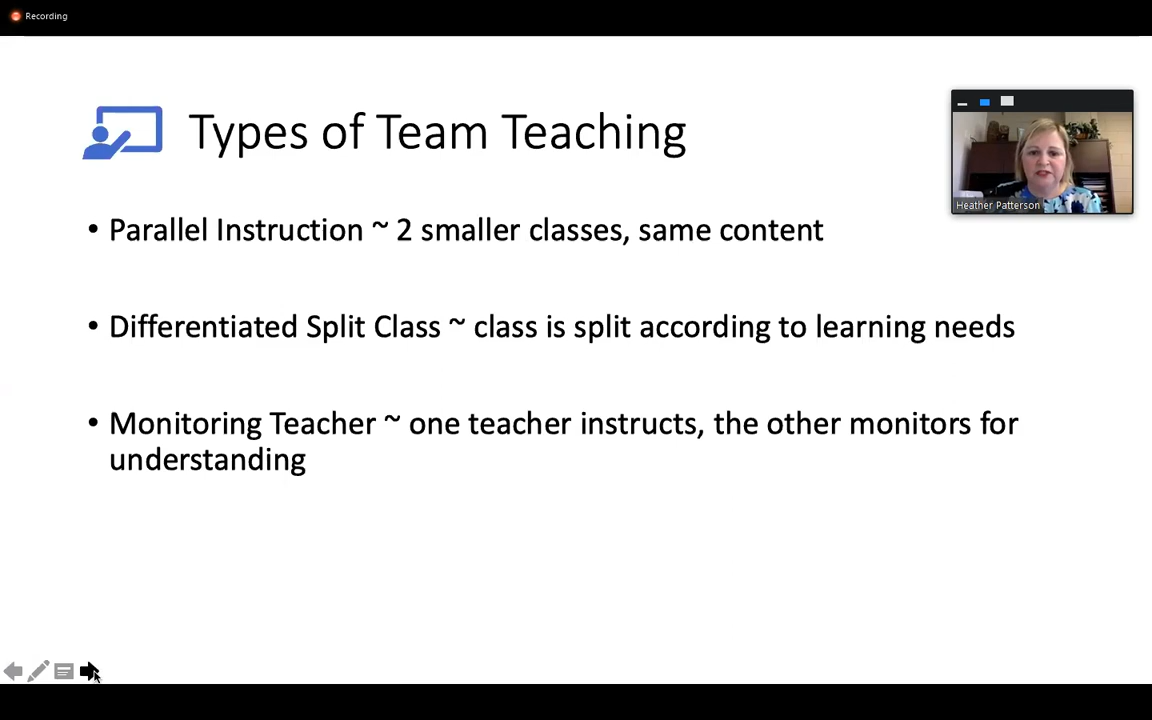 Recording
Types of Team Teaching
• Parallel Instruction ~ 2 smaller classes, same content
• Differentiated Split Class ~ class is split according to learning needs
• Monitoring Teacher ~ one teacher instructs, the other monitors for
understanding
Heather Patterson